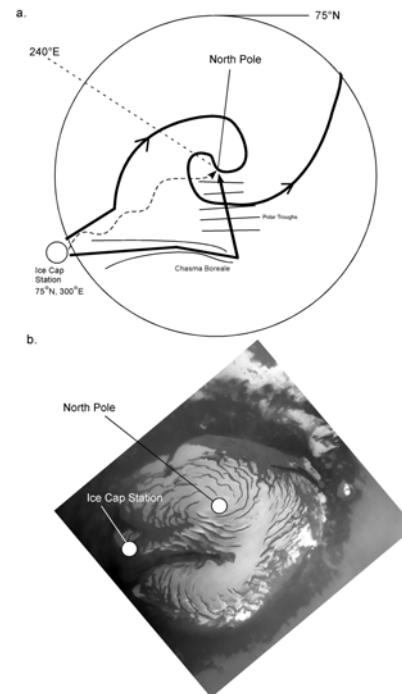 a.
75°N
240°E
North Pole
Polar Troughs
Ice Cap
Station
75°N, 300°E
Chasma Boreale
b.
North Pole
Ice Cap Station